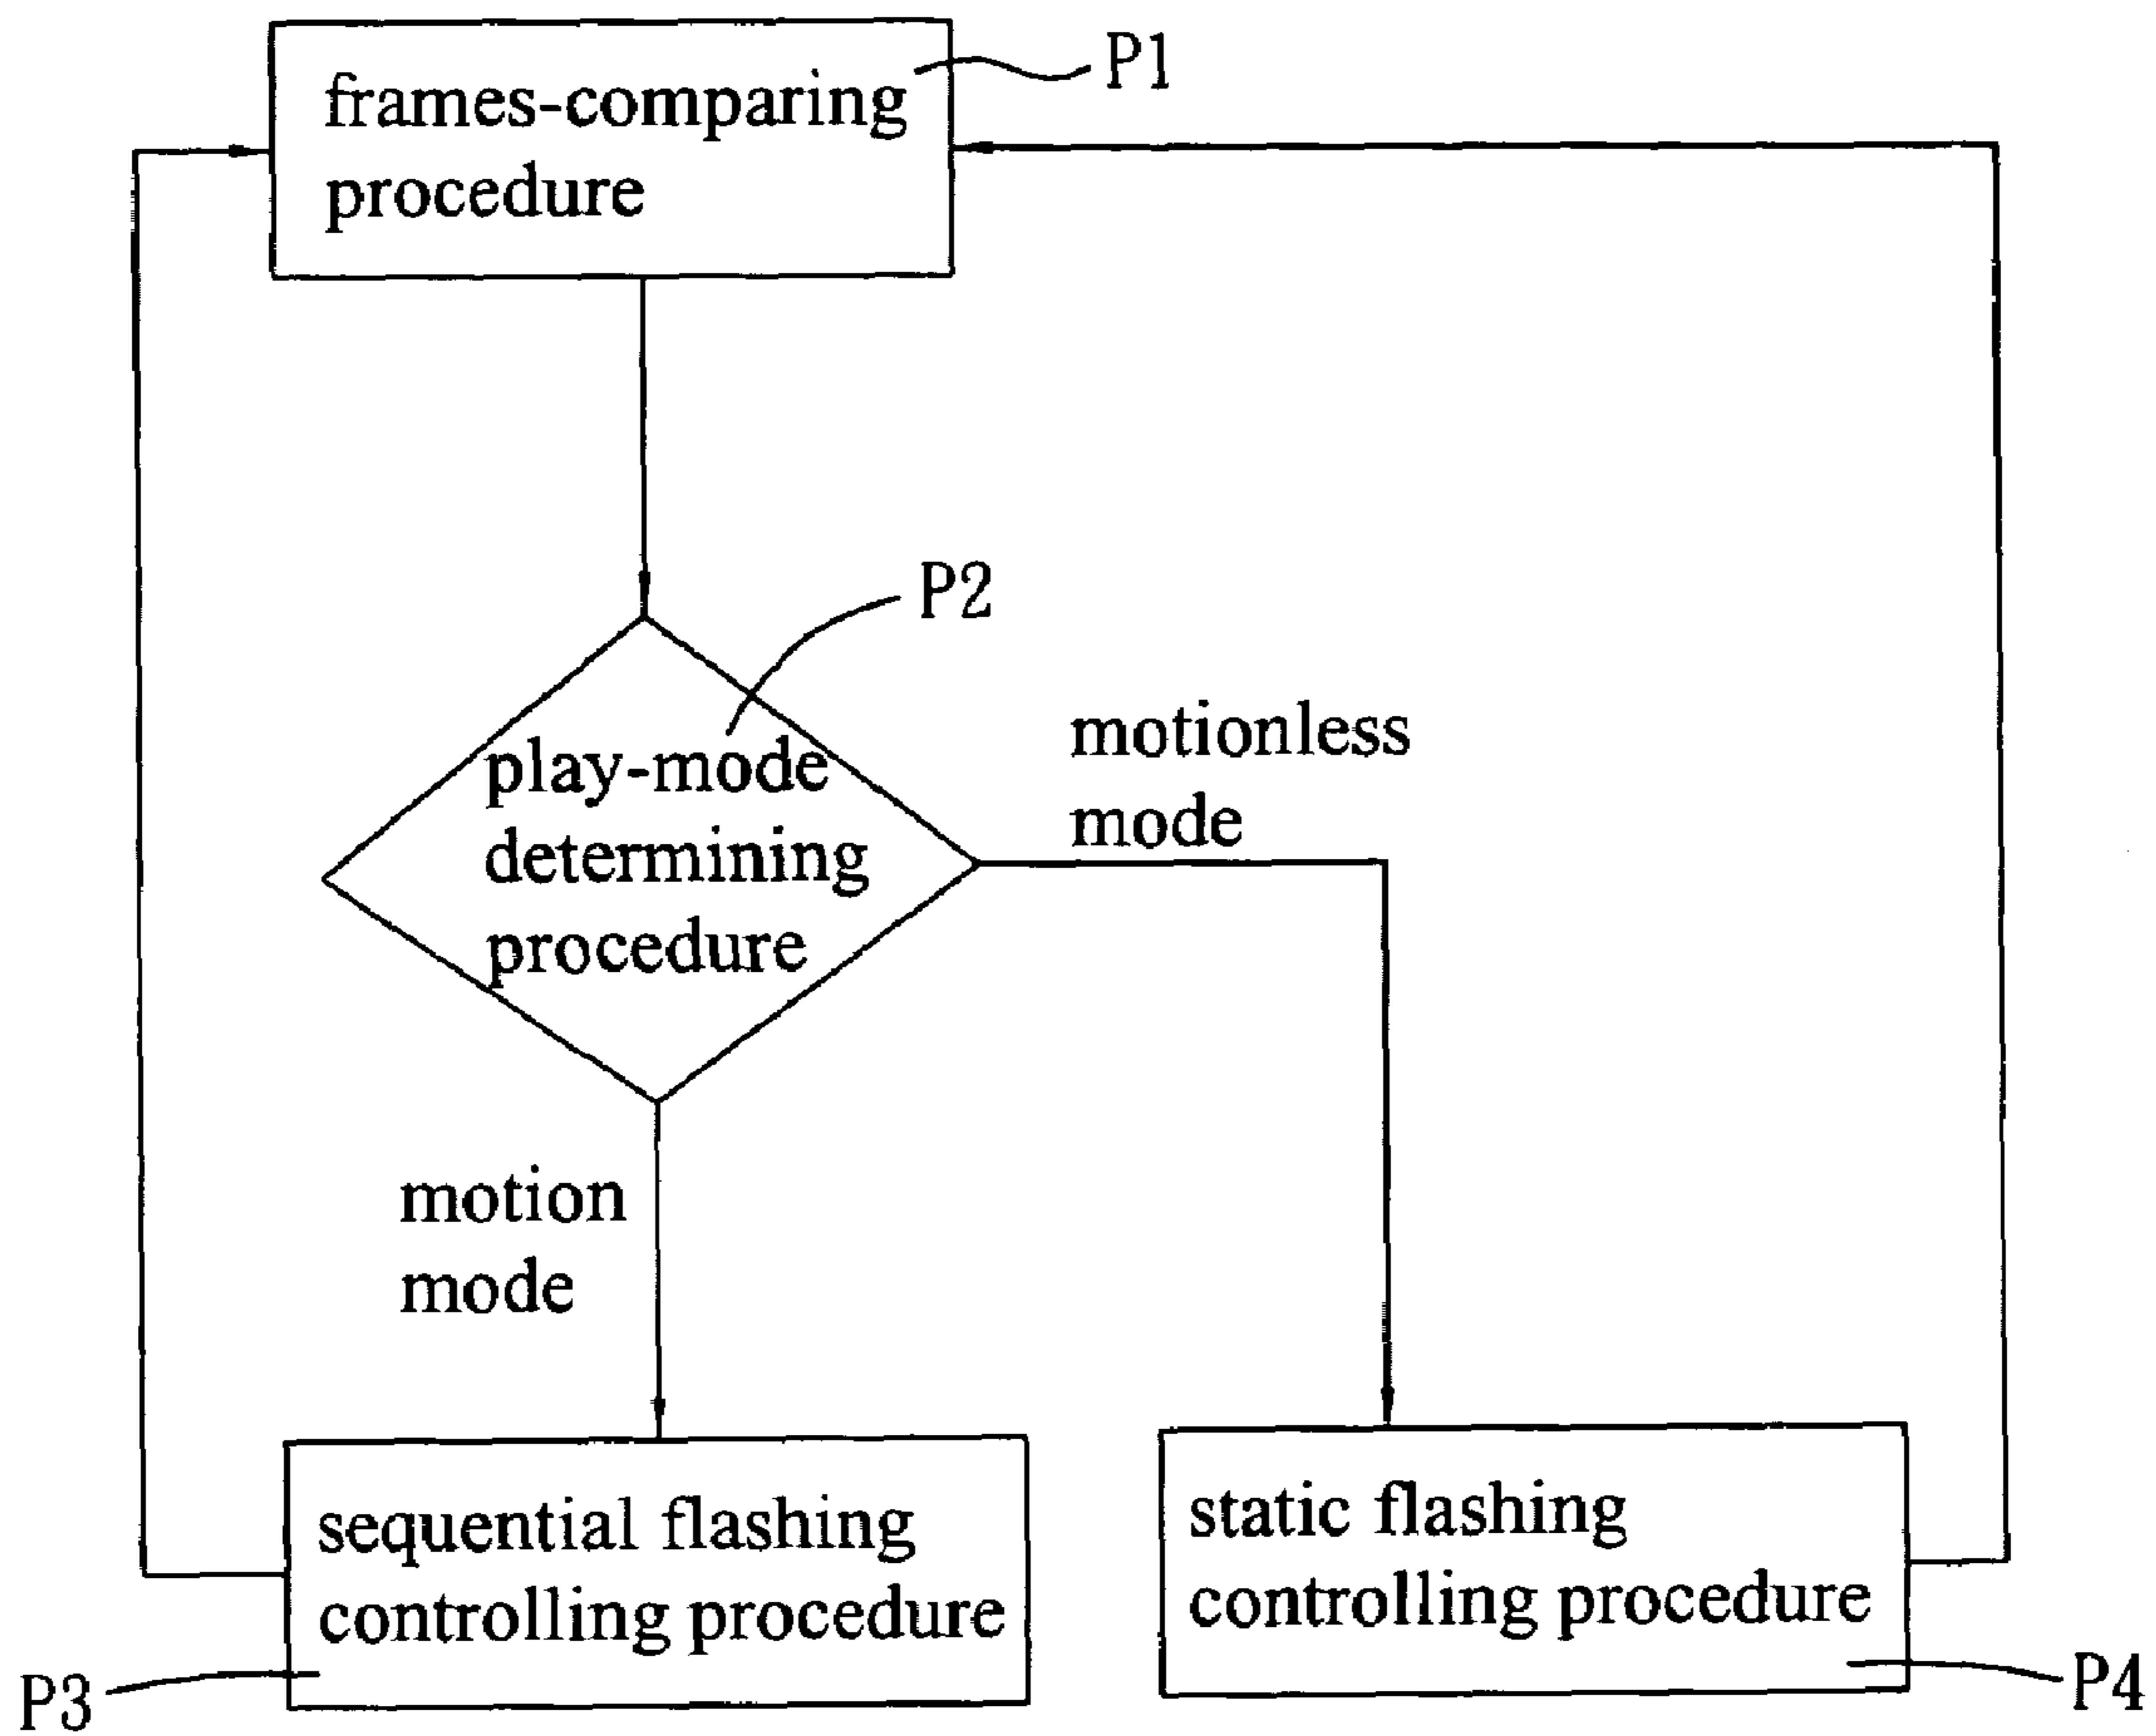 P1
frames-comparing
procedure
P2
play-mode
determining
procedure
motionless
mode
motion
mode
sequential flashing
controlling procedure
P3
static flashing
controlling procedure
P4